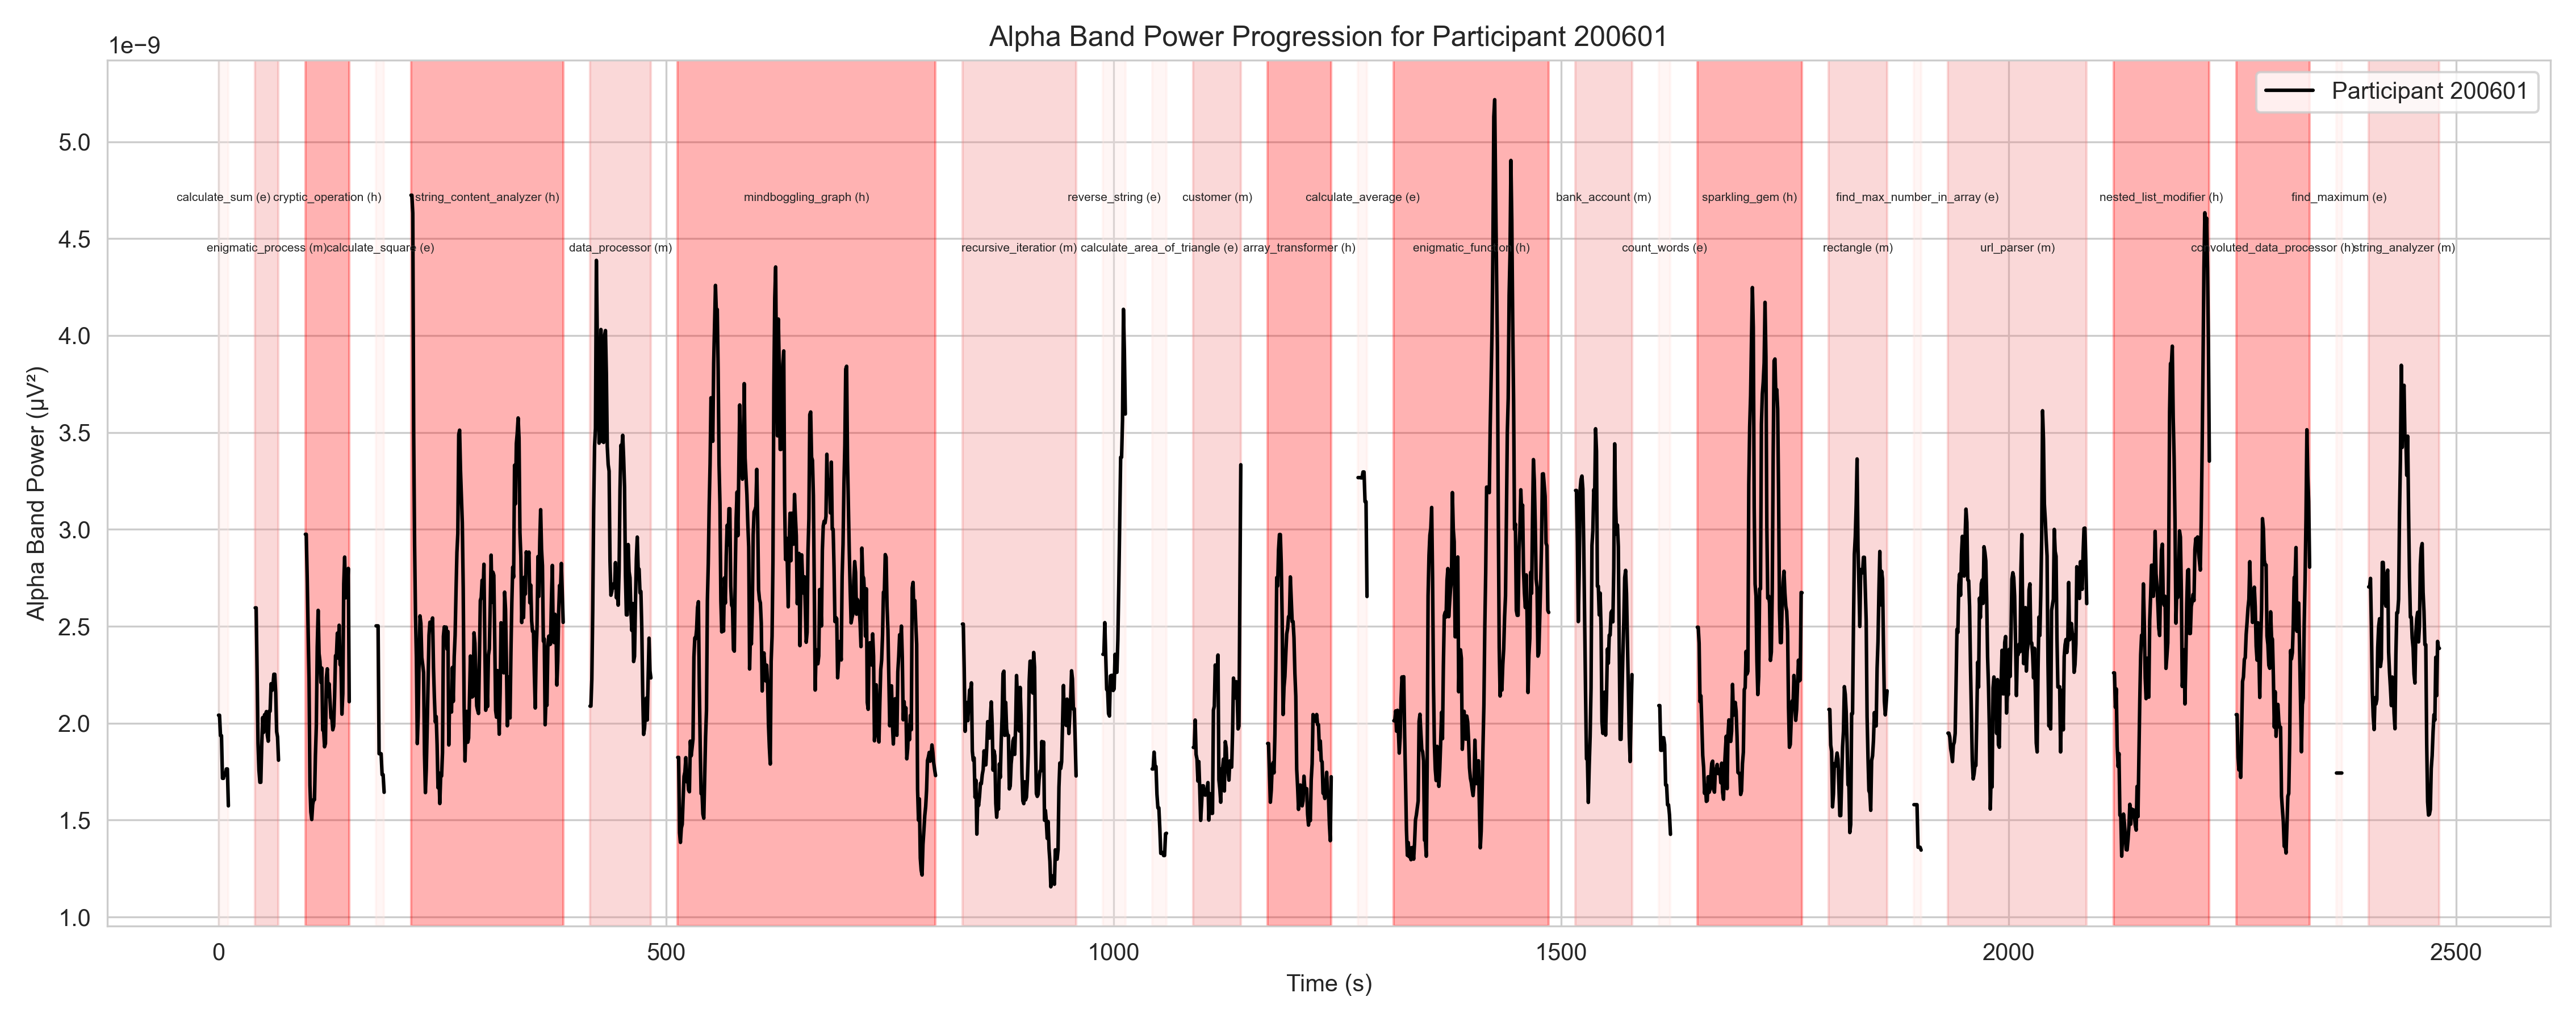 Alpha Band Power Progression for Participant 200601
1e−9
Participant 200601
calculate_sum (e)
cryptic_operation (h)
string_content_analyzer (h)
mindboggling_graph (h)
reverse_string (e)
customer (m)
calculate_average (e)
bank_account (m)
sparkling_gem (h)
find_max_number_in_array (e)
nested_list_modifier (h)
find_maximum (e)
enigmatic_process (m)
calculate_square (e)
data_processor (m)
recursive_iteratior (m)
calculate_area_of_triangle (e)
array_transformer (h)
enigmatic_function (h)
count_words (e)
rectangle (m)
url_parser (m)
convoluted_data_processor (h)
string_analyzer (m)
5.0
4.5
4.0
3.5
3.0
2.5
2.0
1.5
1.0
Alpha Band Power (µV²)
0
500
1000
1500
2000
2500
Time (s)